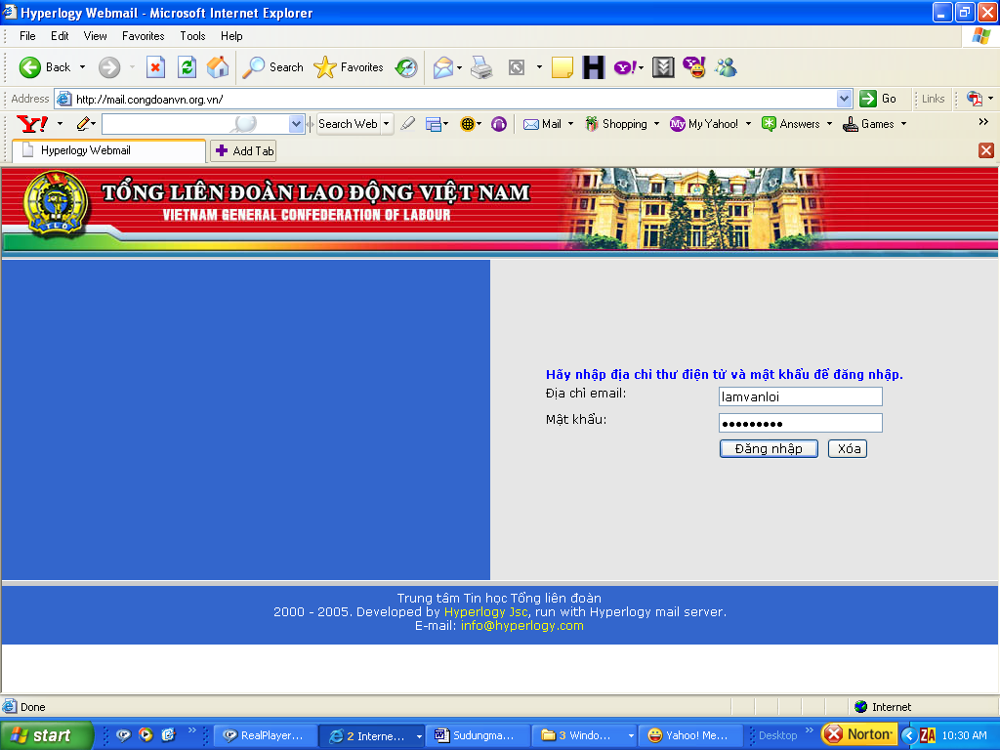 Hyperlogy Webmail - Microsoft Internet Explorer
File Edit View Favorites Tools Help
Back Search Favorites
Address http://mail.congdoanvn.org.vn/ Go Links
Y! Search Web Mail Shopping My Yahoo! Answers Games
Hyperlogy Webmail Add Tab
TỔNG LIÊN ĐOÀN LAO ĐỘNG VIỆT NAM
VIETNAM GENERAL CONFEDERATION OF LABOUR
Hãy nhập địa chỉ thư điện tử và mật khẩu để đăng nhập.
Địa chỉ email: lamvanloi
Mật khẩu: •••••••••
Đăng nhập Xóa
Trung tâm Tin học Tổng liên đoàn
2000 - 2005. Developed by Hyperlogy Jsc, run with Hyperlogy mail server.
E-mail: info@hyperlogy.com
Done Internet
start RealPlayer... 2 Interne... Sudungma... 3 Windo... Yahoo! Me... Desktop Norton ZA 10:30 AM